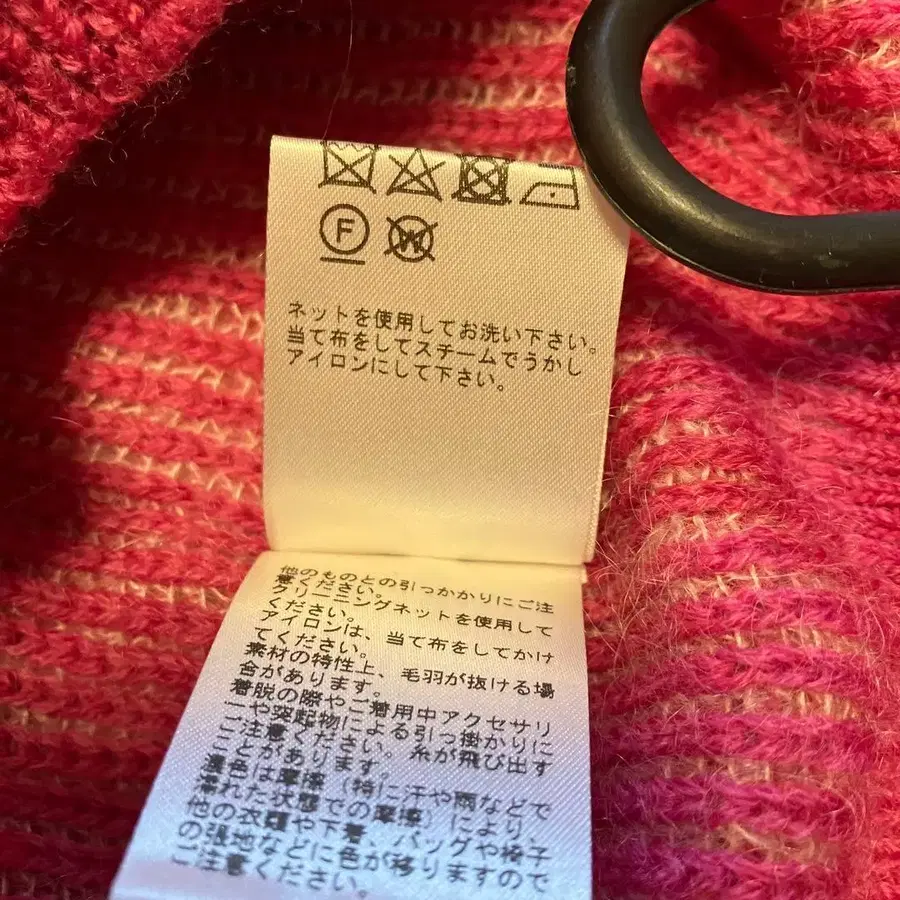 F W
ネットを使用してお洗い下さい。
当て布をしてスチームでうかし
アイロンにして下さい。
他のものとの引っかかりにご注
意ください。
クリーニングネットを使用して
ください。
アイロンは、当て布をしてかけ
てください。
素材の特性上、毛羽が抜ける場
合があります。
着脱の際やご着用中アクセサリ
ーや突起物による引っ掛かりに
ご注意ください。糸が飛び出す
ことがあります。
濃色は摩擦（特に汗や雨などで
濡れた状態での摩擦）により、
他の衣類や下着、バッグや椅子
の張地などに色が移りますので
ご注意ください。